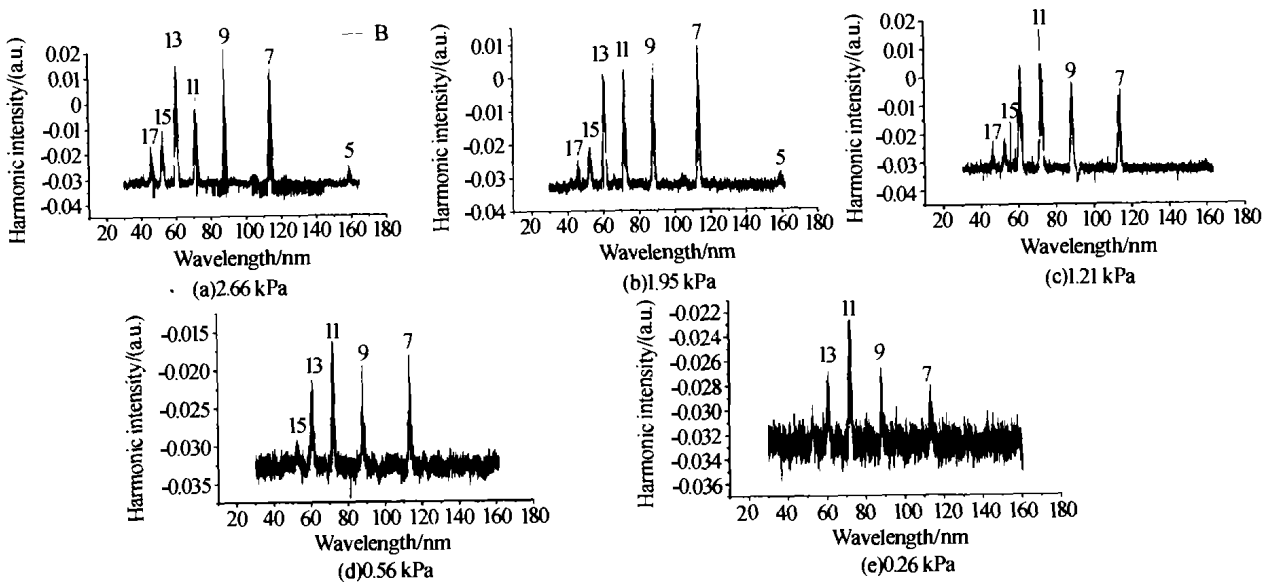 Harmonic intensity/(a.u.)
0.02
0.01
0
-0.01
-0.02
-0.03
-0.04
17
15
13
11
9
7
5
B
20 40 60 80 100 120 140 160 180
Wavelength/nm
(a)2.66 kPa
Harmonic intensity/(a.u.)
0.01
0
-0.01
-0.02
-0.03
-0.04
17
15
13
11
9
7
5
20 40 60 80 100 120 140 160 180
Wavelength/nm
(b)1.95 kPa
Harmonic intensity/(a.u.)
0.02
0.01
0
-0.01
-0.02
-0.03
-0.04
17
15
11
9
7
20 40 60 80 100 120 140 160 180
Wavelength/nm
(c)1.21 kPa
Harmonic intensity/(a.u.)
-0.015
-0.020
-0.025
-0.030
-0.035
15
13
11
9
7
20 40 60 80 100 120 140 160 180
Wavelength/nm
(d)0.56 kPa
Harmonic intensity/(a.u.)
-0.022
-0.024
-0.026
-0.028
-0.030
-0.032
-0.034
-0.036
13
11
9
7
20 40 60 80 100 120 140 160 180
Wavelength/nm
(e)0.26 kPa